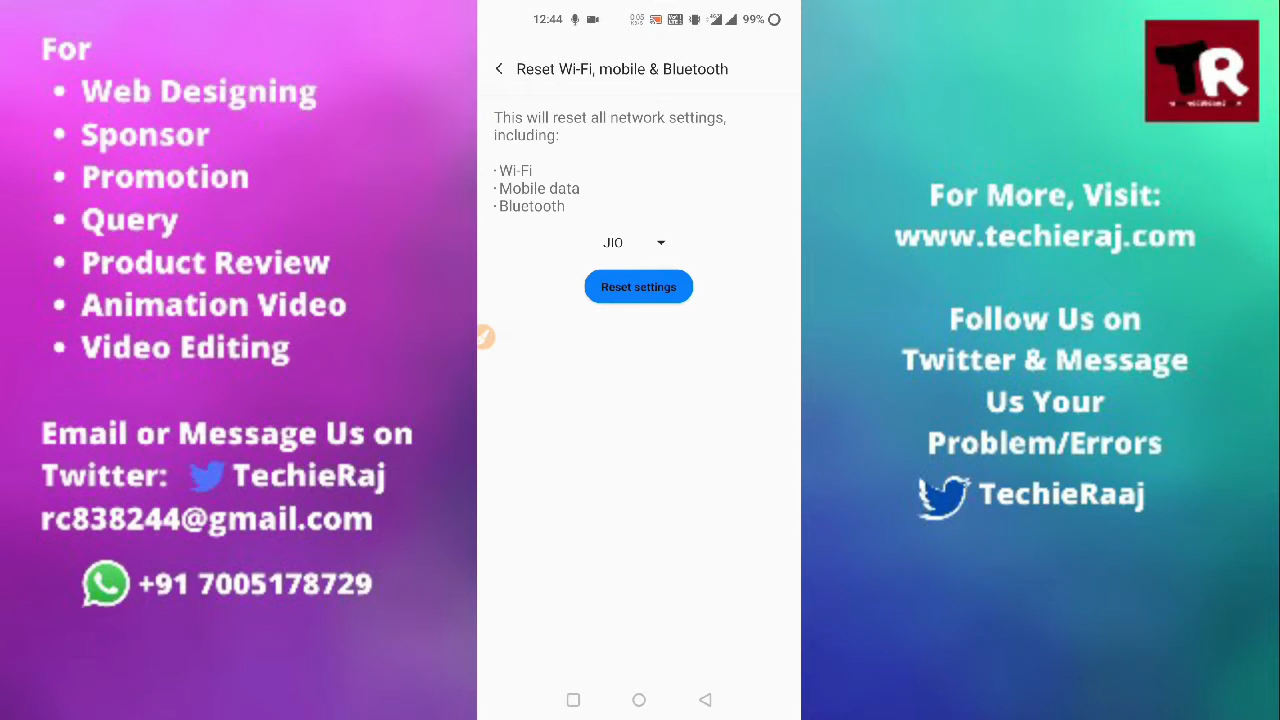 For
• Web Designing
• Sponsor
• Promotion
• Query
• Product Review
• Animation Video
• Video Editing
Email or Message Us on
Twitter: TechieRaj
rc838244@gmail.com
+91 7005178729
12:44
99%
Reset Wi-Fi, mobile & Bluetooth
This will reset all network settings,
including:
· Wi-Fi
· Mobile data
· Bluetooth
JIO
Reset settings
TR
For More, Visit:
www.techieraj.com
Follow Us on
Twitter & Message
Us Your
Problem/Errors
TechieRaaj